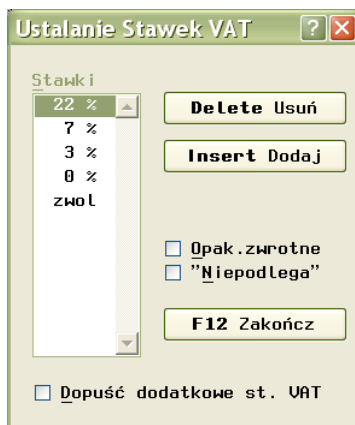 Ustalanie Stawek VAT
Stawki
22 %
7 %
3 %
0 %
zwol
Delete Usuń
Insert Dodaj
Opak.zwrotne
"Niepodlega"
F12 Zakończ
Dopuść dodatkowe st. VAT